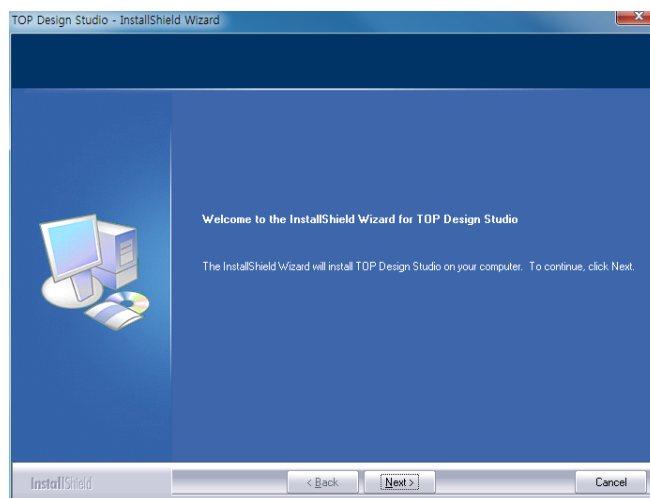 TOP Design Studio - InstallShield Wizard
Welcome to the InstallShield Wizard for TOP Design Studio
The InstallShield Wizard will install TOP Design Studio on your computer. To continue, click Next.
InstallShield
< Back
Next >
Cancel